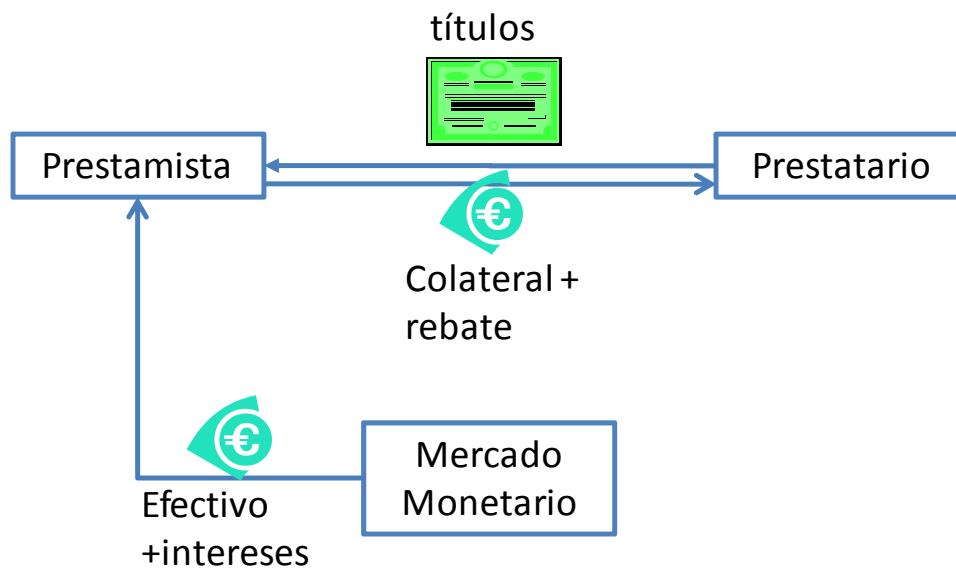 títulos
Prestamista
Prestatario
€
Colateral +
rebate
€
Mercado
Monetario
Efectivo
+intereses